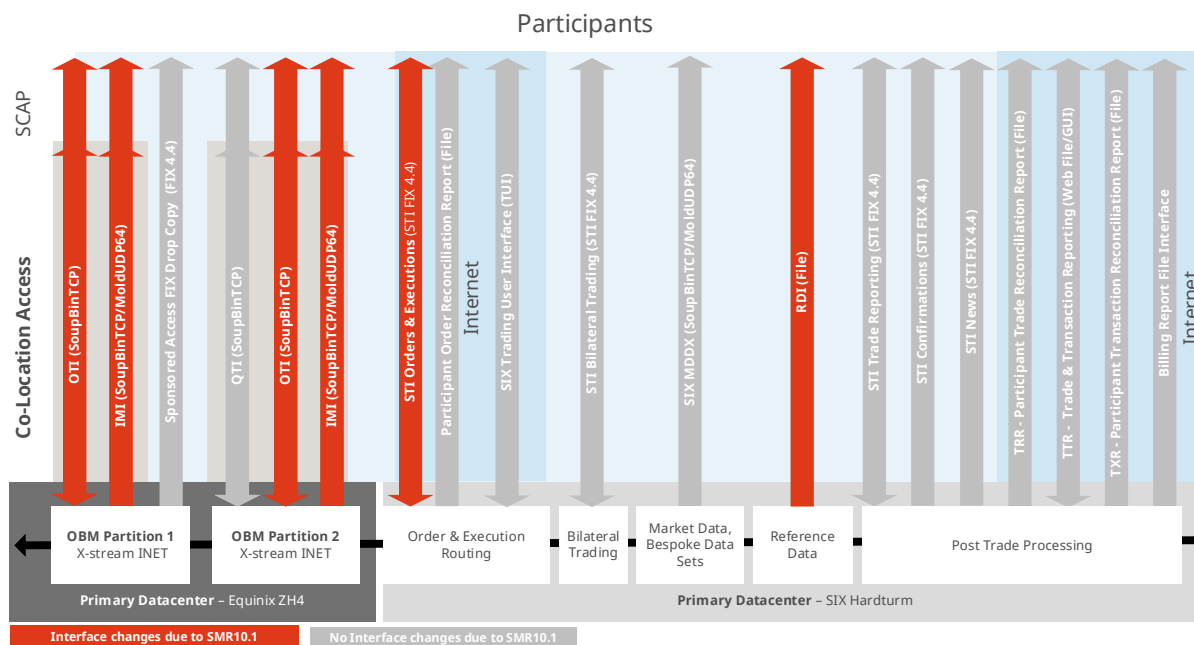 Participants
SCAP
Co-Location Access
OTI (SoupBinTCP)
IMI (SoupBinTCP/MoldUDP64)
Sponsored Access FIX Drop Copy (FIX 4.4)
QTI (SoupBinTCP)
OTI (SoupBinTCP)
IMI (SoupBinTCP/MoldUDP64)
STI Orders & Executions (STI FIX 4.4)
Participant Order Reconciliation Report (File)
Internet
SIX Trading User Interface (TUI)
STI Bilateral Trading (STI FIX 4.4)
SIX MDDX (SoupBinTCP/MoldUDP64)
RDI (File)
STI Trade Reporting (STI FIX 4.4)
STI Confirmations (STI FIX 4.4)
STI News (STI FIX 4.4)
TRR - Participant Trade Reconciliation Report (File)
TTR - Trade & Transaction Reporting (Web File/GUI)
TXR - Participant Transaction Reconciliation Report (File)
Billing Report File Interface
Internet
OBM Partition 1
X-stream INET
OBM Partition 2
X-stream INET
Order & Execution
Routing
Bilateral
Trading
Market Data,
Bespoke Data
Sets
Reference
Data
Post Trade Processing
Primary Datacenter – Equinix ZH4
Primary Datacenter – SIX Hardturm
Interface changes due to SMR10.1
No Interface changes due to SMR10.1